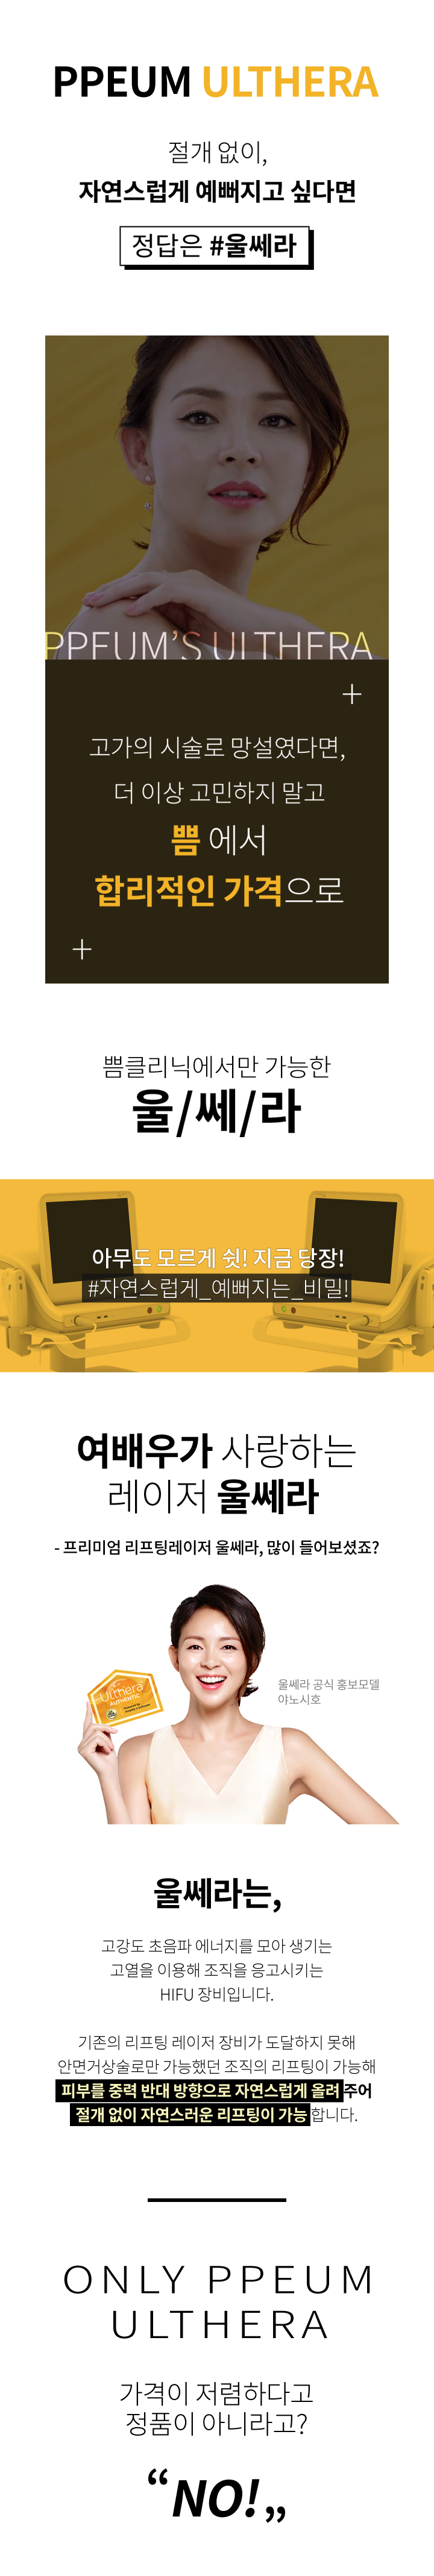 PPEUM ULTHERA
절개 없이,
자연스럽게 예뻐지고 싶다면
정답은 #울쎄라
PPEUM'S ULTHERA
고가의 시술로 망설였다면,
더 이상 고민하지 말고
쁨 에서
합리적인 가격으로
쁨클리닉에서만 가능한
울/쎄/라
아무도 모르게 쉿! 지금 당장!
#자연스럽게_예뻐지는_비밀!
여배우가 사랑하는
레이저 울쎄라
- 프리미엄 리프팅레이저 울쎄라, 많이 들어보셨죠?
Ulthera
AUTHENTIC
울쎄라 공식 홍보모델
야노시호
울쎄라는,
고강도 초음파 에너지를 모아 생기는
고열을 이용해 조직을 응고시키는
HIFU 장비입니다.
기존의 리프팅 레이저 장비가 도달하지 못해
안면거상술로만 가능했던 조직의 리프팅이 가능해
피부를 중력 반대 방향으로 자연스럽게 올려 주어
절개 없이 자연스러운 리프팅이 가능 합니다.
ONLY PPEUM
ULTHERA
가격이 저렴하다고
정품이 아니라고?
“NO!„